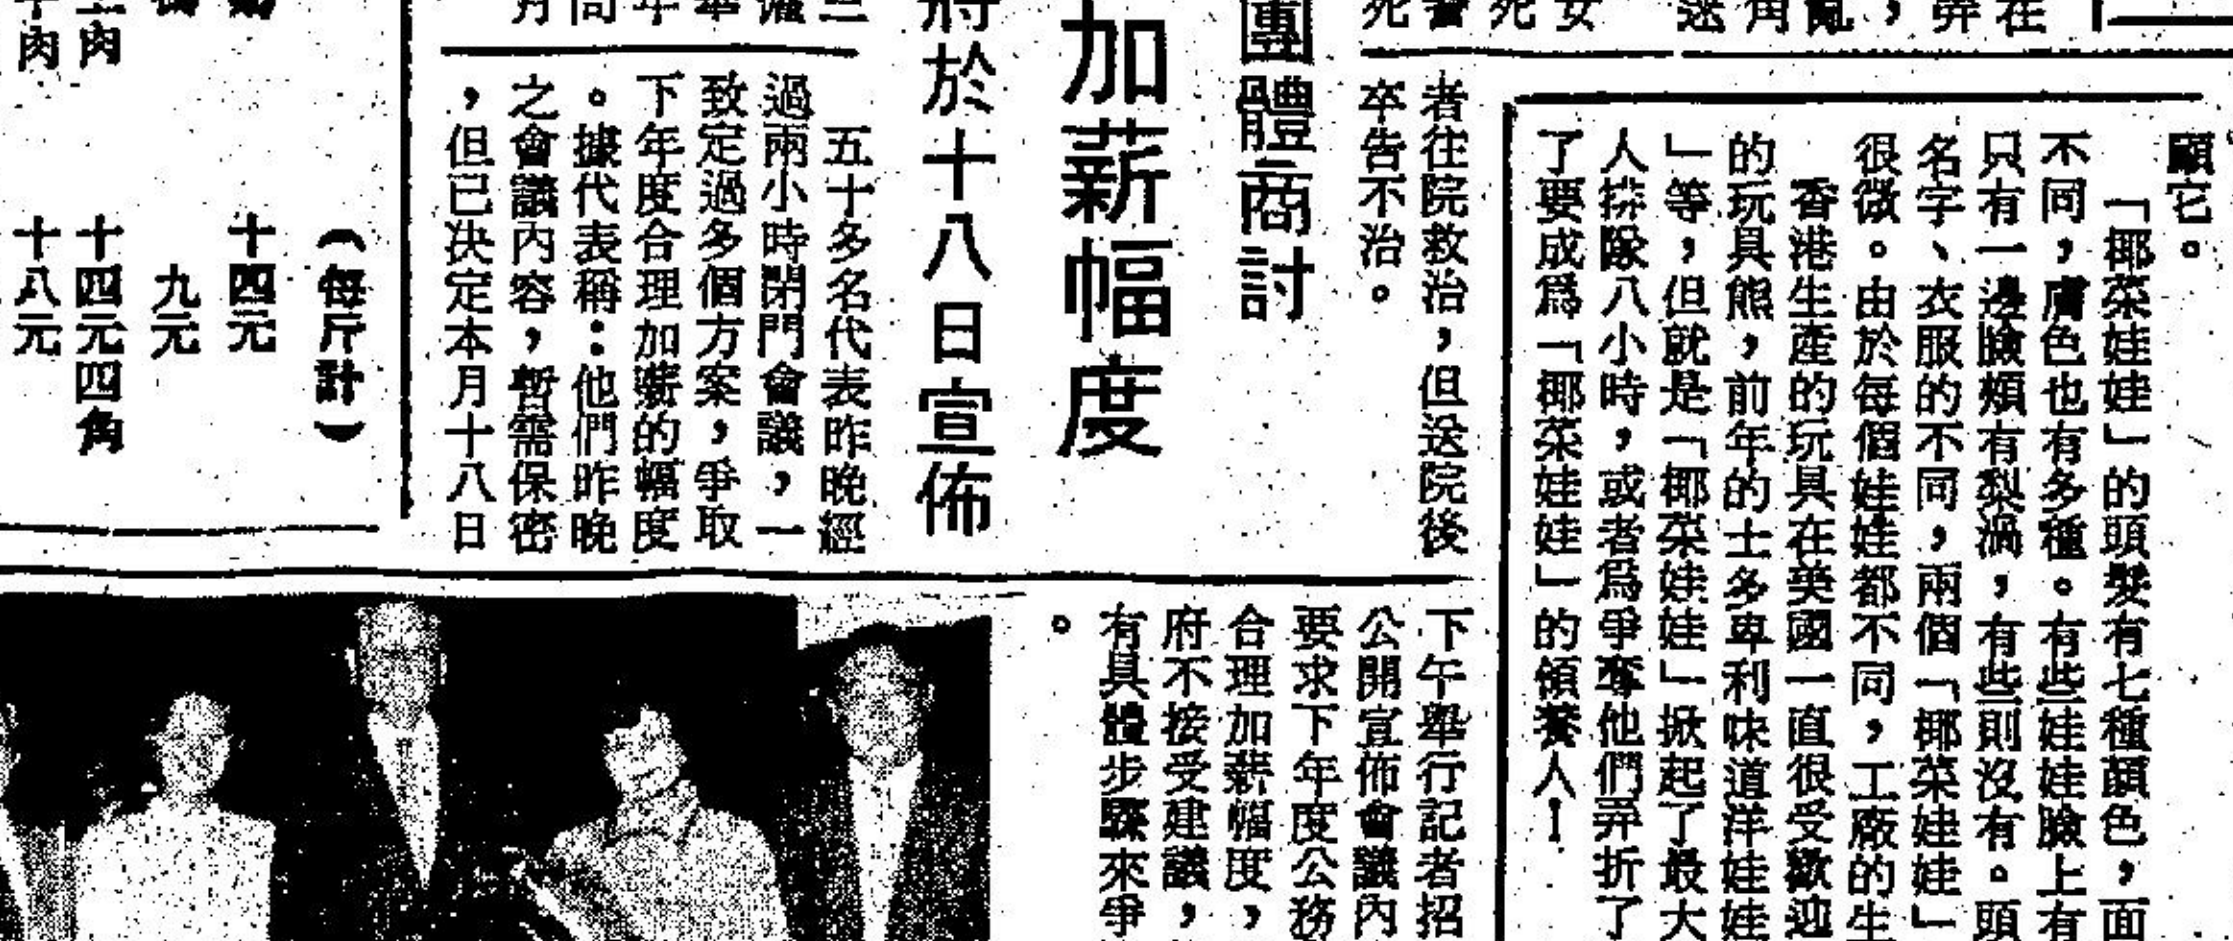 顧它。
「椰菜娃娃」的頭髮有七種顏色，面
不同，膚色也有多種。有些娃娃臉上有
只有一邊臉頰有梨渦，有些則沒有。頭
名字、衣服的不同，兩個「椰菜娃娃」
很微。由於每個娃娃都不同，工廠的生
香港生產的玩具在英國一直很受歡迎
的玩具熊，前年的士多卑利味道洋娃娃
」等，但就是「椰菜娃娃」掀起了最大
人排隊八小時，或者爲爭奪他們弄折了
了要成爲「椰菜娃娃」的領養人！
在
弄
，亂
角
送
女
死
警
死
者往院救治，但送院後
卒告不治。
團體商討
加薪幅度
將於十八日宣佈
五十多名代表昨晚經
過兩小時閉門會議，一
致定過多個方案，爭取
下年度合理加薪的幅度
。據代表稱：他們昨晚
之會議內容，暫需保密
，但已決定本月十八日
下午舉行記者招
公開宣佈會議內
要求下年度公務
合理加薪幅度，
府不接受建議，
有具體步驟來爭
。
（每斤計）
十四元
九元
肉 十四元四角
肉 十八元